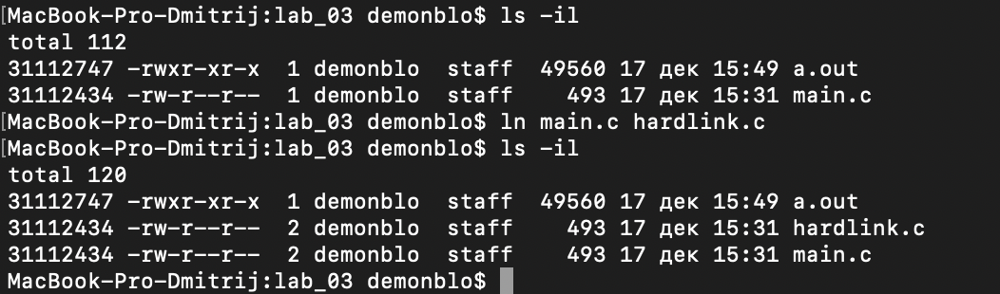 [MacBook-Pro-Dmitrij:lab_03 demonblo$ ls -il
total 112
31112747 -rwxr-xr-x  1 demonblo  staff  49560 17 дек 15:49 a.out
31112434 -rw-r--r--  1 demonblo  staff    493 17 дек 15:31 main.c
[MacBook-Pro-Dmitrij:lab_03 demonblo$ ln main.c hardlink.c
[MacBook-Pro-Dmitrij:lab_03 demonblo$ ls -il
total 120
31112747 -rwxr-xr-x  1 demonblo  staff  49560 17 дек 15:49 a.out
31112434 -rw-r--r--  2 demonblo  staff    493 17 дек 15:31 hardlink.c
31112434 -rw-r--r--  2 demonblo  staff    493 17 дек 15:31 main.c
MacBook-Pro-Dmitrij:lab_03 demonblo$